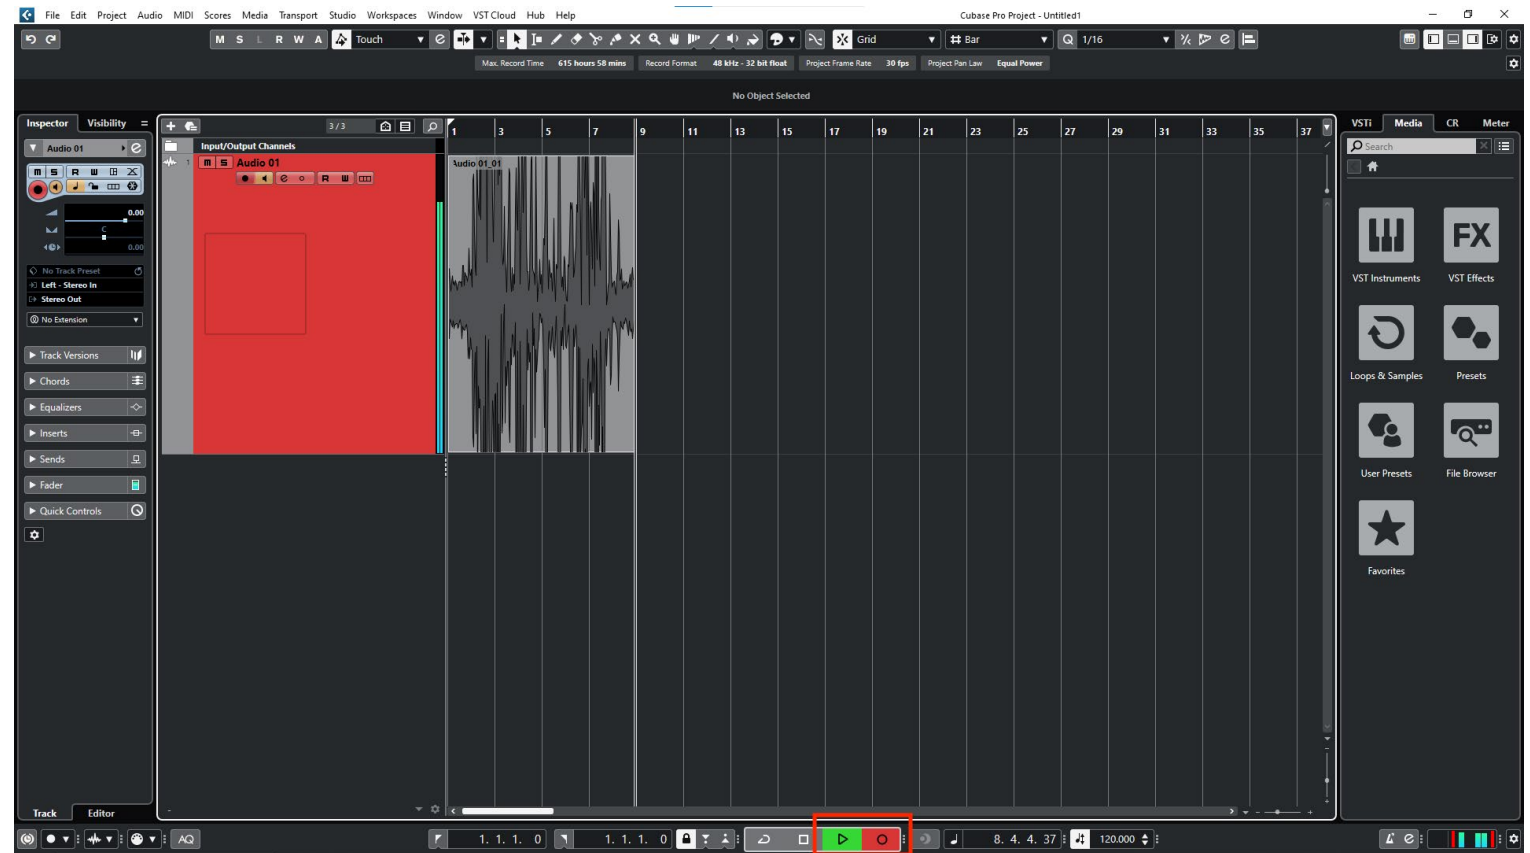 File Edit Project Audio MIDI Scores Media Transport Studio Workspaces Window VST Cloud Hub Help
Cubase Pro Project - Untitled1
M S L R W A Touch Grid Bar Q 1/16
Max. Record Time 615 hours 58 mins Record Format 48 kHz - 32 bit float Project Frame Rate 30 fps Project Pan Law Equal Power
No Object Selected
Inspector Visibility
Audio 01
m S R W
0.00
C
0.00
No Track Preset
Left - Stereo In
Stereo Out
No Extension
Track Versions
Chords
Equalizers
Inserts
Sends
Fader
Quick Controls
Track Editor
3/3
Input/Output Channels
1 m S Audio 01
e R W
1 3 5 7 9 11 13 15 17 19 21 23 25 27 29 31 33 35 37
Audio 01_01
VSTi Media CR Meter
Search
VST Instruments
FX
VST Effects
Loops & Samples
Presets
User Presets
File Browser
Favorites
AQ
1. 1. 1. 0
1. 1. 1. 0
8. 4. 4. 37
120.000